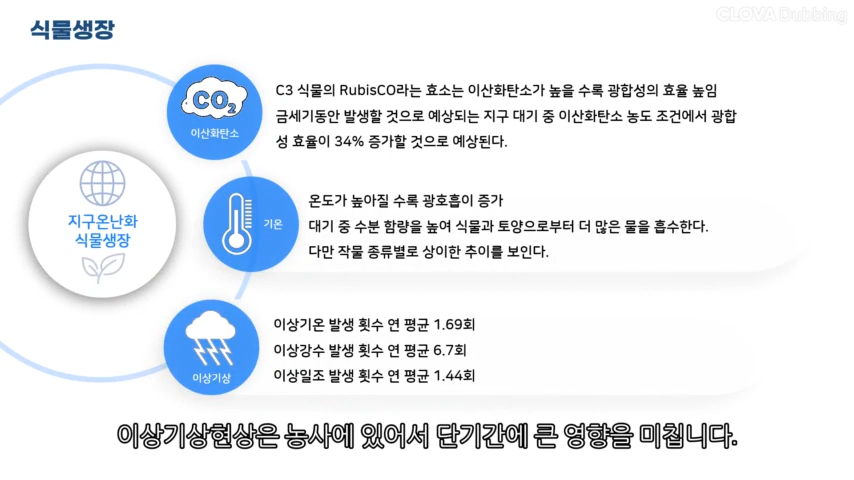 식물생장
CLOVA Dubbing
CO2
이산화탄소
C3 식물의 RubisCO라는 효소는 이산화탄소가 높을 수록 광합성의 효율 높임
금세기동안 발생할 것으로 예상되는 지구 대기 중 이산화탄소 농도 조건에서 광합
성 효율이 34% 증가할 것으로 예상된다.
지구온난화
식물생장
기온
온도가 높아질 수록 광호흡이 증가
대기 중 수분 함량을 높여 식물과 토양으로부터 더 많은 물을 흡수한다.
다만 작물 종류별로 상이한 추이를 보인다.
이상기상
이상기온 발생 횟수 연 평균 1.69회
이상강수 발생 횟수 연 평균 6.7회
이상일조 발생 횟수 연 평균 1.44회
이상기상현상은 농사에 있어서 단기간에 큰 영향을 미칩니다.